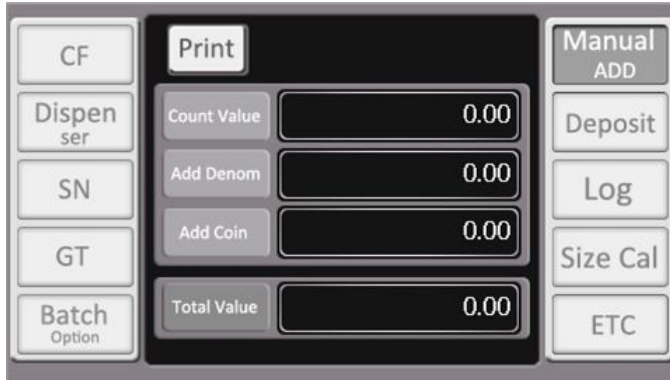 CF
Dispen
ser
SN
GT
Batch
Option
Print
Count Value 0.00
Add Denom 0.00
Add Coin 0.00
Total Value 0.00
Manual
ADD
Deposit
Log
Size Cal
ETC